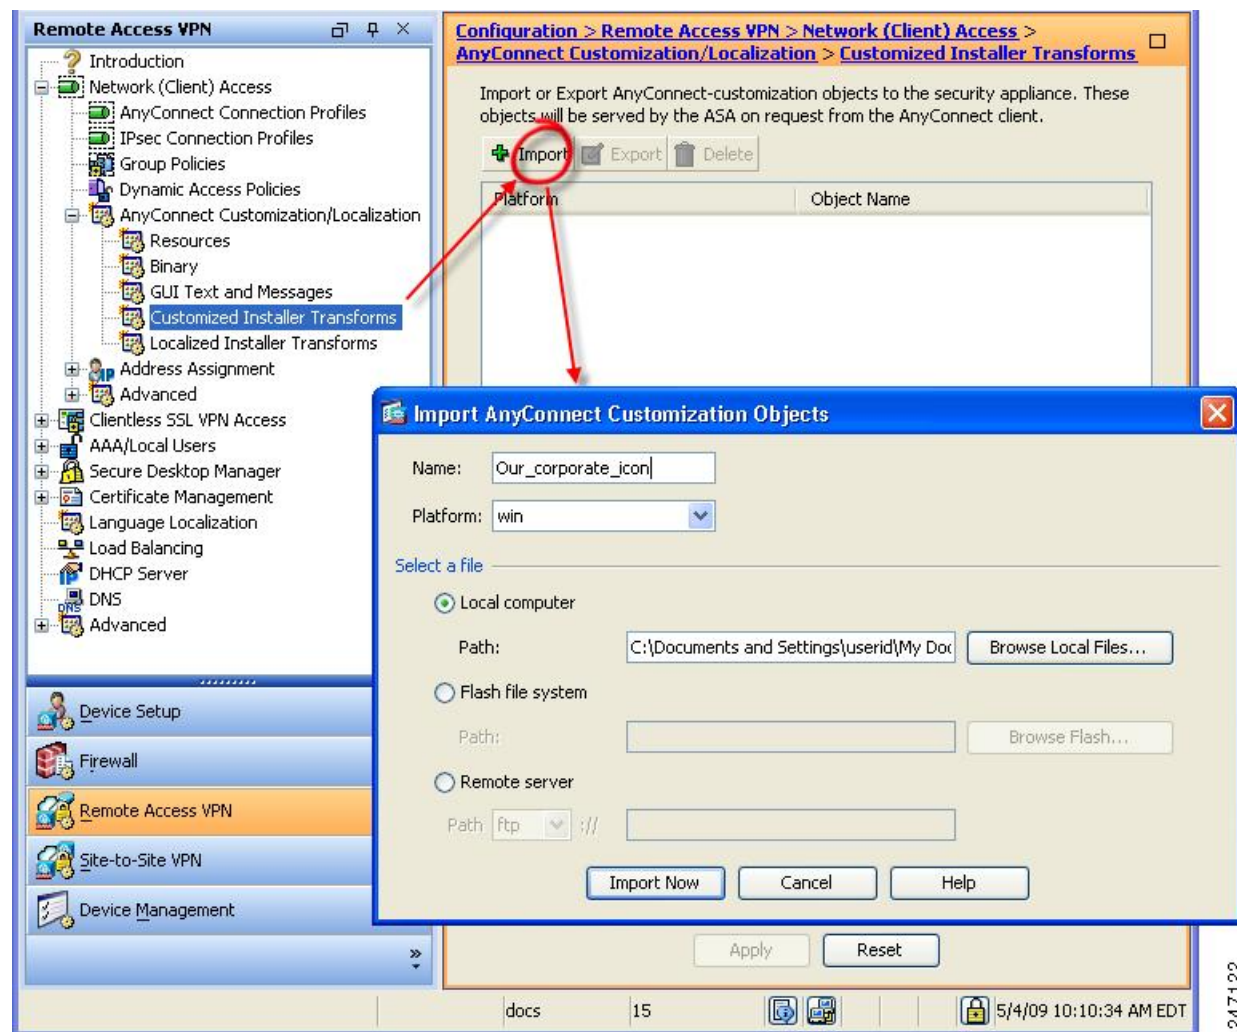 Remote Access VPN
Introduction
Network (Client) Access
AnyConnect Connection Profiles
IPsec Connection Profiles
Group Policies
Dynamic Access Policies
AnyConnect Customization/Localization
Resources
Binary
GUI Text and Messages
Customized Installer Transforms
Localized Installer Transforms
Address Assignment
Advanced
Clientless SSL VPN Access
AAA/Local Users
Secure Desktop Manager
Certificate Management
Language Localization
Load Balancing
DHCP Server
DNS
Advanced
Device Setup
Firewall
Remote Access VPN
Site-to-Site VPN
Device Management
Configuration > Remote Access VPN > Network (Client) Access >
AnyConnect Customization/Localization > Customized Installer Transforms
Import or Export AnyConnect-customization objects to the security appliance. These
objects will be served by the ASA on request from the AnyConnect client.
Import Export Delete
Platform Object Name
Import AnyConnect Customization Objects
Name: Our_corporate_icon
Platform: win
Select a file
Local computer
Path: C:\Documents and Settings\userid\My Doc Browse Local Files...
Flash file system
Path: Browse Flash...
Remote server
Path ftp ://
Import Now Cancel Help
Apply Reset
docs 15 5/4/09 10:10:34 AM EDT
247122